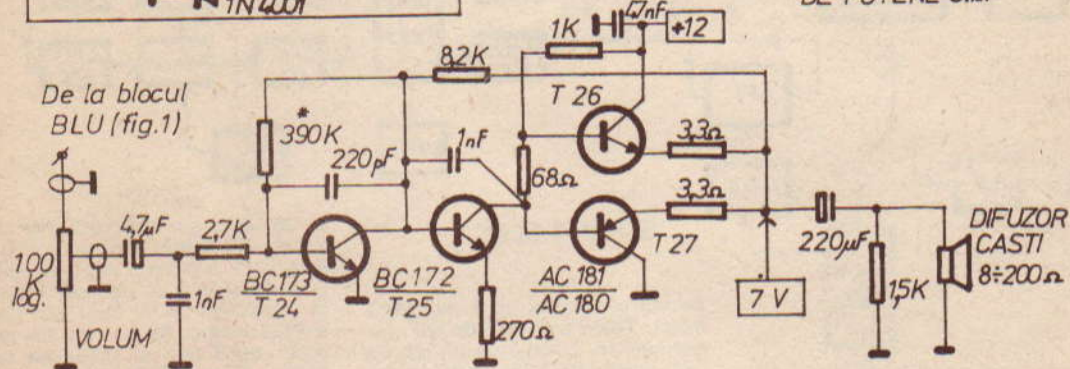 1N4001
47nF
+12
1K
8,2K
T 26
De la blocul
BLU (fig.1)
*
390K
220pF
1nF
68Ω
3,3Ω
3,3Ω
4,7μF
2,7K
T 27
220μF
DIFUZOR
CASTI
8÷200Ω
100
K
log.
1nF
BC173
T 24
BC172
T 25
AC 181
AC 180
7 V
1,5K
VOLUM
270Ω